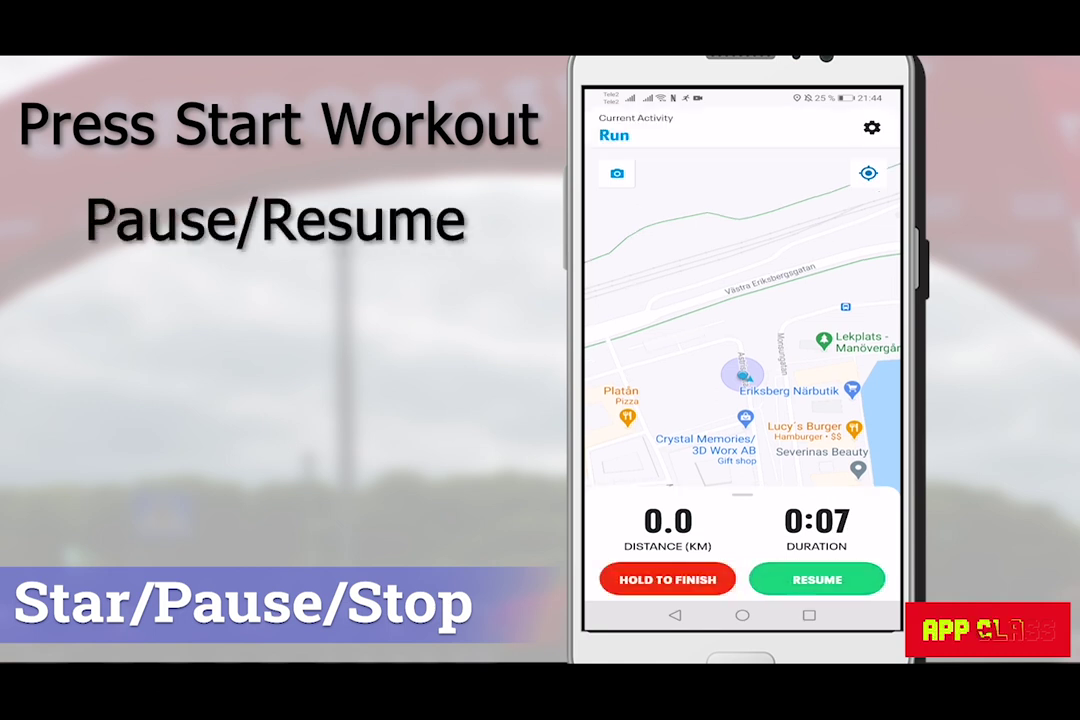 Press Start Workout
Pause/Resume
Star/Pause/Stop
Tele2
Tele2
25 %
21:44
Current Activity
Run
Västra Eriksbergsgatan
Monsungatan
Lekplats -
Manövergår
Platån
Pizza
Eriksberg Närbutik
Lucy´s Burger
Hamburger • $$
Crystal Memories/
3D Worx AB
Gift shop
Severinas Beauty
0.0
0:07
DISTANCE (KM)
DURATION
HOLD TO FINISH
RESUME
APP CLASS